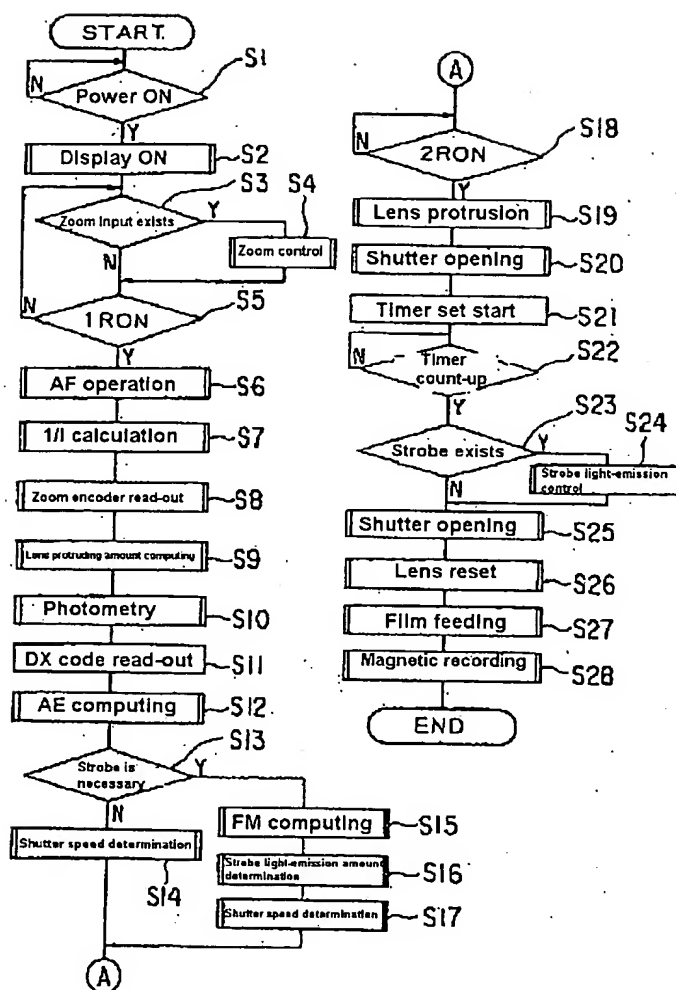 START
S1
N
Power ON
Y
Display ON
S2
S3
S4
Zoom Input exists
Y
Zoom control
N
S5
N
1RON
Y
AF operation
S6
1/l calculation
S7
Zoom encoder read-out
S8
Lens protruding amount computing
S9
Photometry
S10
DX code read-out
S11
AE computing
S12
S13
Strobe is
necessary
Y
N
Shutter speed determination
S14
FM computing
S15
Strobe light-emission amount
determination
S16
Shutter speed determination
S17
A
A
N
S18
2RON
Y
Lens protrusion
S19
Shutter opening
S20
Timer set start
S21
N
Timer
count-up
S22
Y
S23
S24
Strobe exists
Y
Strobe light-emission
control
N
Shutter opening
S25
Lens reset
S26
Film feeding
S27
Magnetic recording
S28
END